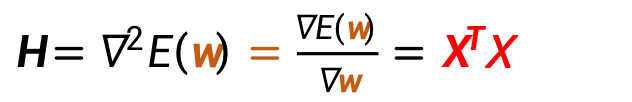 H = ∇²E(w) = ∇E(w)/∇w = XᵀX